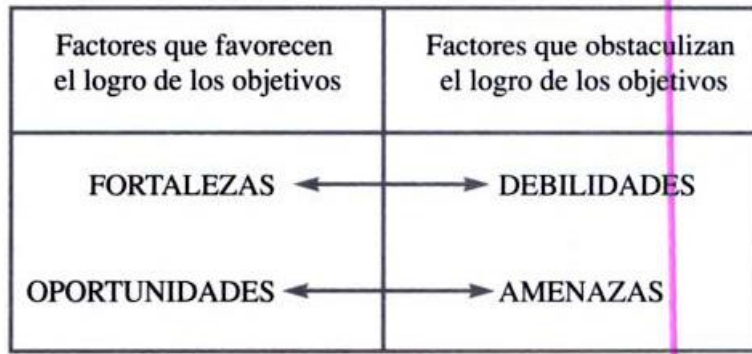 Factores que favorecen
el logro de los objetivos
Factores que obstaculizan
el logro de los objetivos
FORTALEZAS
DEBILIDADES
OPORTUNIDADES
AMENAZAS